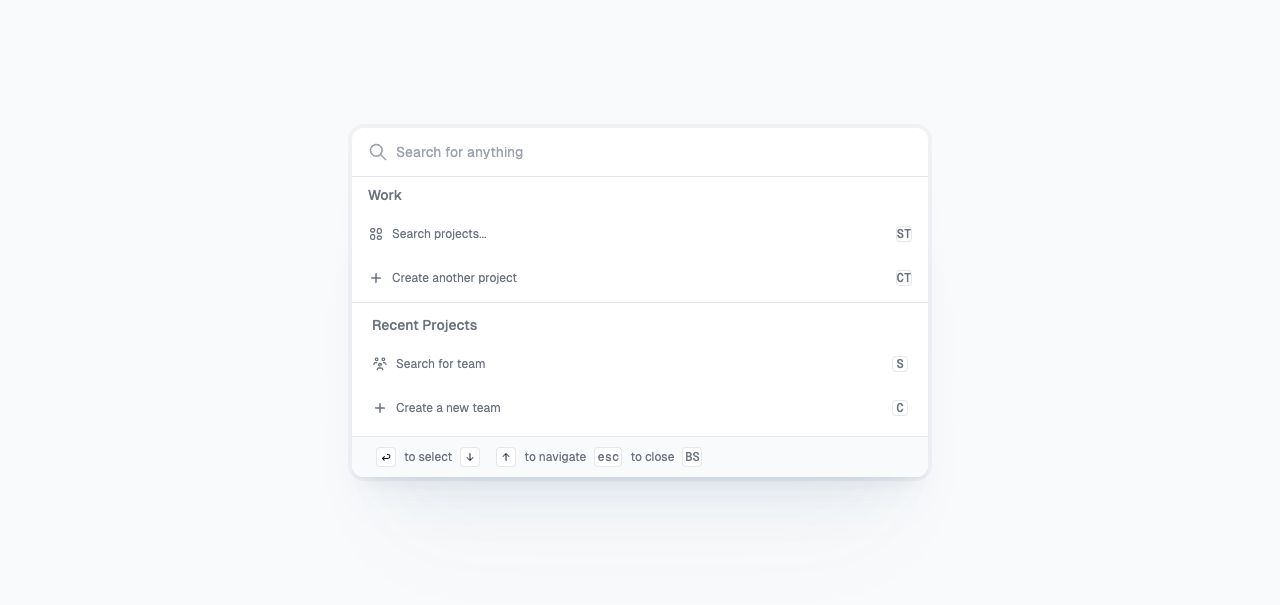 Search for anything
Work
Search projects... ST
Create another project CT
Recent Projects
Search for team S
Create a new team C
↵ to select ↓ ↑ to navigate esc to close BS